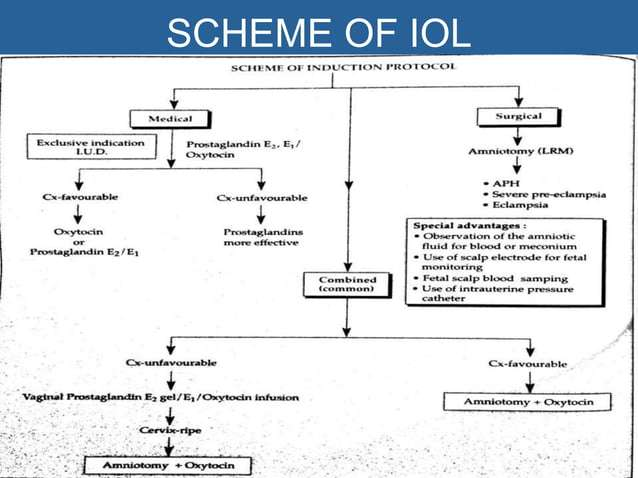 SCHEME OF IOL
SCHEME OF INDUCTION PROTOCOL
Medical
Surgical
Exclusive indication
I.U.D.
Prostaglandin E2, E1/
Oxytocin
Amniotomy (LRM)
• APH
• Severe pre-eclampsia
• Eclampsia
Cx-favourable
Cx-unfavourable
Oxytocin
or
Prostaglandin E2/E1
Prostaglandins
more effective
Special advantages :
• Observation of the amniotic
fluid for blood or meconium
• Use of scalp electrode for fetal
monitoring
• Fetal scalp blood sampling
• Use of intrauterine pressure
catheter
Combined
(common)
Cx-unfavourable
Cx-favourable
Vaginal Prostaglandin E2 gel/E1/Oxytocin infusion
Amniotomy + Oxytocin
Cervix-ripe
Amniotomy + Oxytocin